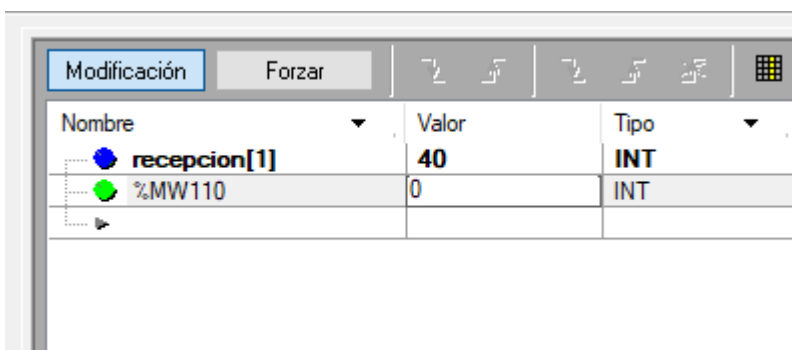 Modificación Forzar
Nombre Valor Tipo
recepcion[1] 40 INT
%MW110 0 INT